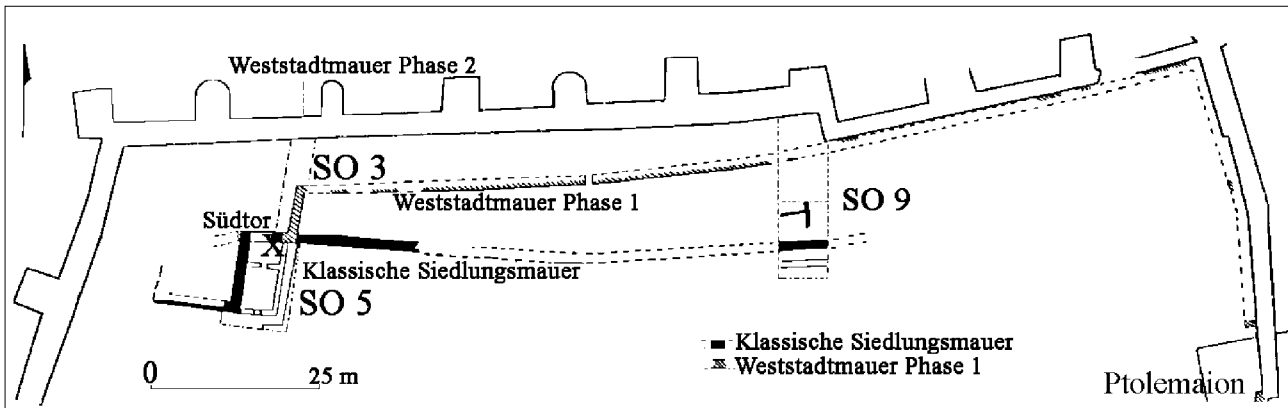 Weststadtmauer Phase 2
SO 3
Weststadtmauer Phase 1
SO 9
Südtor
X
Klassische Siedlungsmauer
SO 5
Klassische Siedlungsmauer
Weststadtmauer Phase 1
0 25 m
Ptolemaion